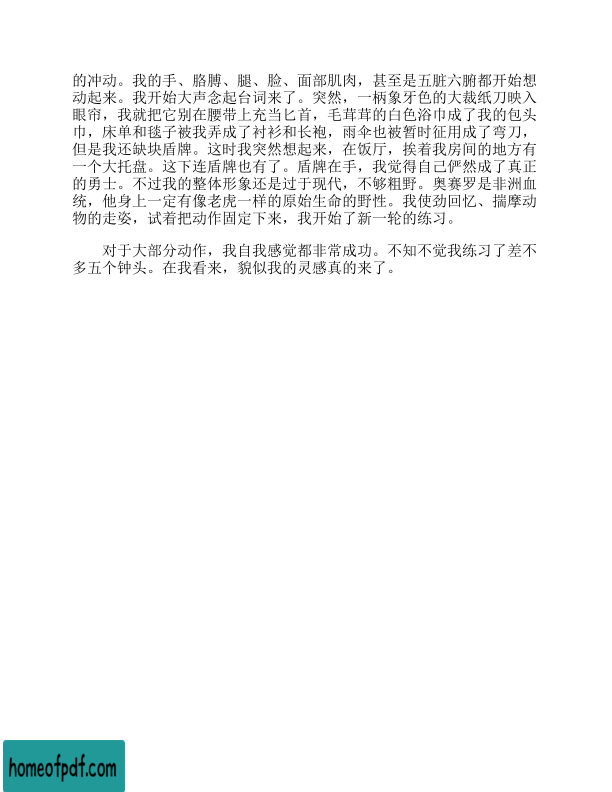 的冲动。我的手、胳膊、腿、脸、面部肌肉，甚至是五脏六腑都开始想
动起来。我开始大声念起台词来了。突然，一柄象牙色的大裁纸刀映入
眼帘，我就把它别在腰带上充当匕首，毛茸茸的白色浴巾成了我的包头
巾，床单和毯子被我弄成了衬衫和长袍，雨伞也被暂时征用成了弯刀，
但是我还缺块盾牌。这时我突然想起来，在饭厅，挨着我房间的地方有
一个大托盘。这下连盾牌也有了。盾牌在手，我觉得自己俨然成了真正
的勇士。不过我的整体形象还是过于现代，不够粗野。奥赛罗是非洲血
统，他身上一定有像老虎一样的原始生命的野性。我使劲回忆、揣摩动
物的走姿，试着把动作固定下来，我开始了新一轮的练习。
对于大部分动作，我自我感觉都非常成功。不知不觉我练习了差不
多五个钟头。在我看来，貌似我的灵感真的来了。
homeofpdf.com